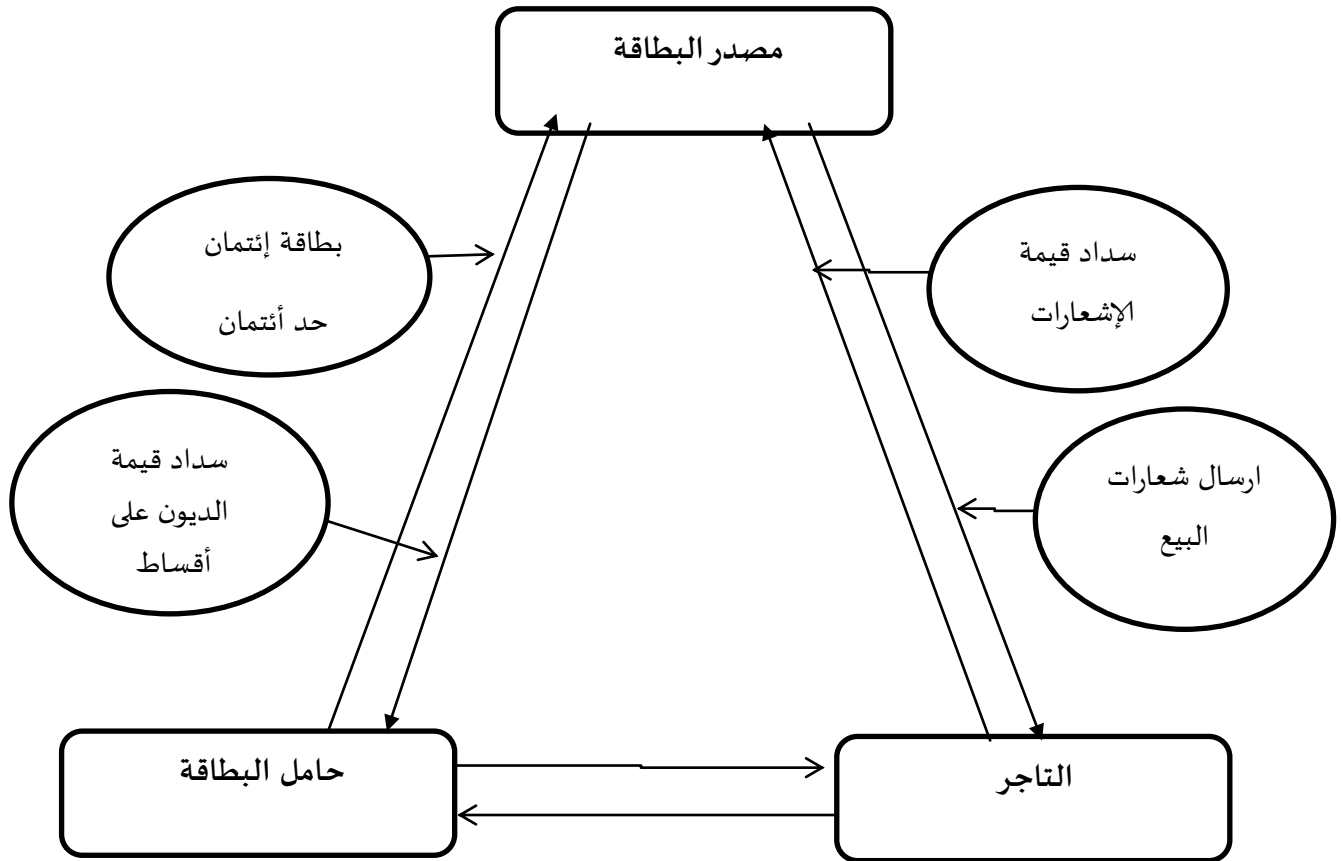 مصدر البطاقة
بطاقة إئتمان
حد أئتمان
سداد قيمة
الإشعارات
سداد قيمة
الديون على
أقساط
ارسال شعارات
البيع
حامل البطاقة
التاجر